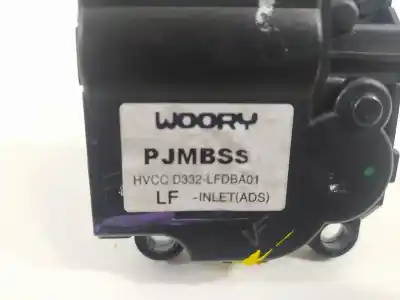 WOORY
PJMBSS
HVCC D332-LFDBA01
LF -INLET(ADS)